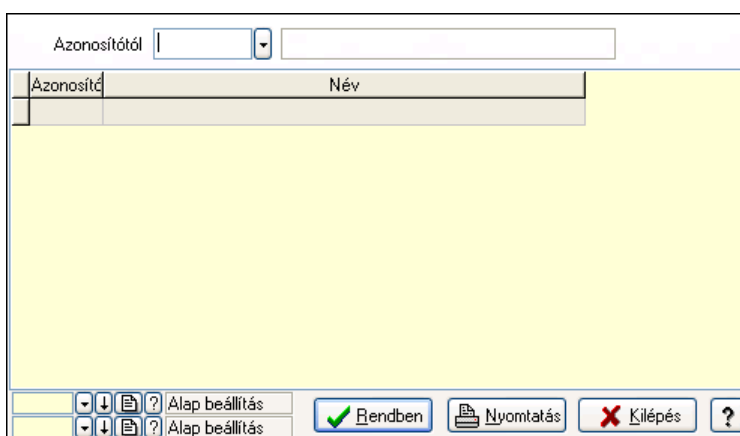 Azonosítótól
Azonosító Név
? Alap beállítás
? Alap beállítás
Rendben Nyomtatás Kilépés ?